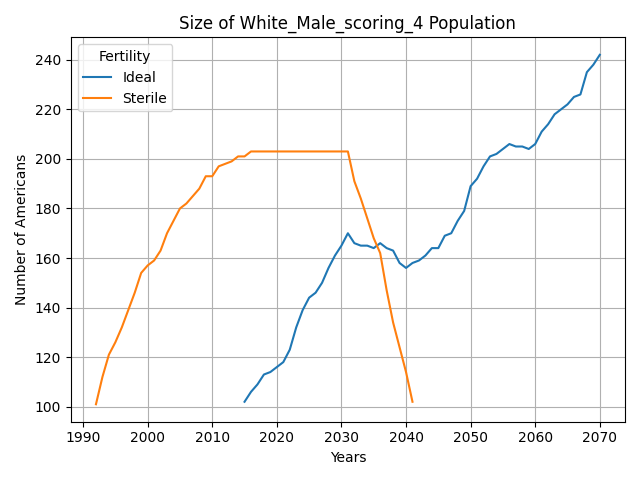 Size of White_Male_scoring_4 Population
Fertility
Ideal
Sterile
Number of Americans
240
220
200
180
160
140
120
100
1990 2000 2010 2020 2030 2040 2050 2060 2070
Years